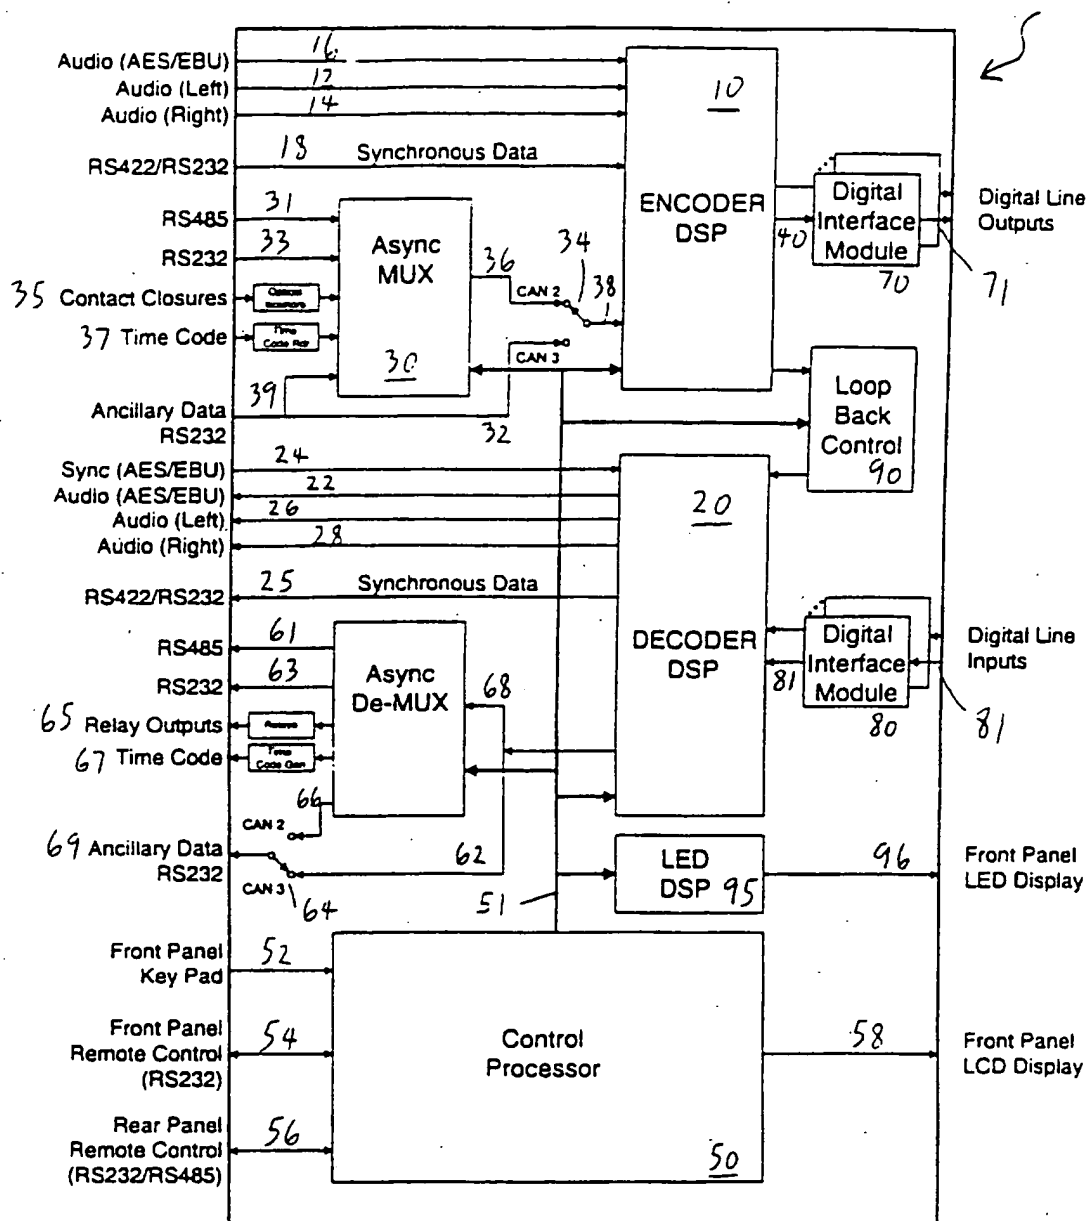 Audio (AES/EBU) 16
Audio (Left) 12
Audio (Right) 14
RS422/RS232 18 Synchronous Data
10
ENCODER
DSP
40
Digital
Interface
Module
70
71
Digital Line
Outputs
RS485 31
RS232 33
35 Contact Closures
37 Time Code
Time
Code Rdr
39
Ancillary Data
RS232
Async
MUX
30
36
34
38
CAN 2
CAN 3
32
Loop
Back
Control
90
Sync (AES/EBU) 24
Audio (AES/EBU) 22
Audio (Left) 26
Audio (Right) 28
RS422/RS232 25 Synchronous Data
20
DECODER
DSP
81
Digital
Interface
Module
80
81
Digital Line
Inputs
RS485 61
RS232 63
65 Relay Outputs
67 Time Code
Time
Code Gen
Async
De-MUX
68
66
CAN 2
69 Ancillary Data
RS232
CAN 3
64
62
51
LED
DSP 95
96
Front Panel
LED Display
Front Panel
Key Pad
52
Front Panel
Remote Control
(RS232)
54
Rear Panel
Remote Control
(RS232/RS485)
56
Control
Processor
50
58
Front Panel
LCD Display